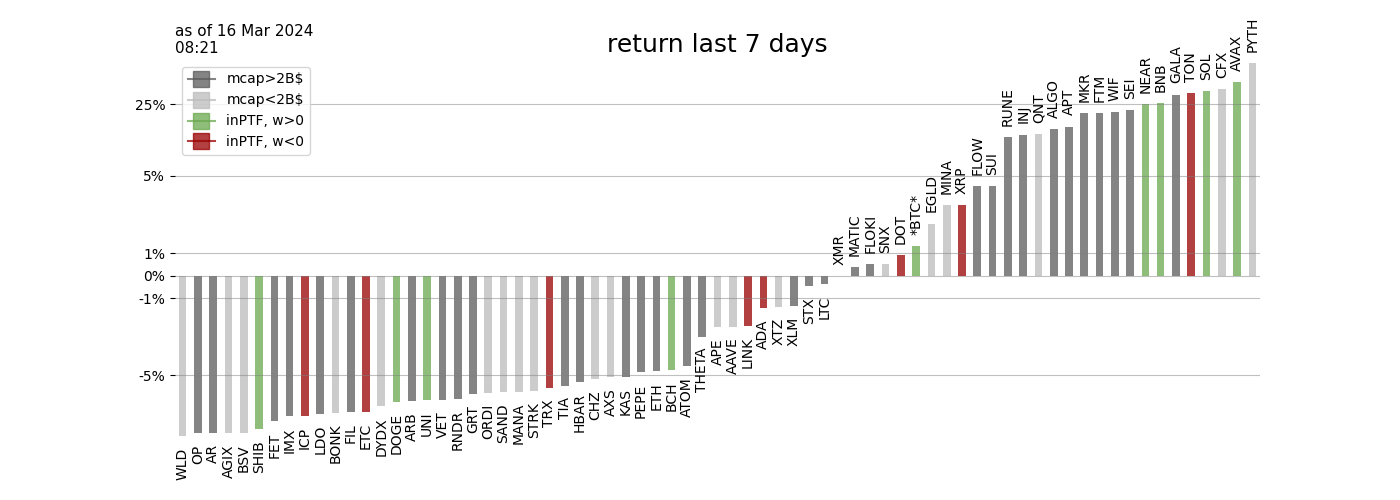 as of 16 Mar 2024
08:21
return last 7 days
mcap>2B$
mcap<2B$
inPTF, w>0
inPTF, w<0
25%
5%
1%
0%
-1%
-5%
WLD
OP
AR
AGIX
BSV
SHIB
FET
IMX
ICP
LDO
BONK
FIL
ETC
DYDX
DOGE
ARB
UNI
VET
RNDR
GRT
ORDI
SAND
MANA
STRK
TRX
TIA
HBAR
CHZ
AXS
KAS
PEPE
ETH
BCH
ATOM
THETA
APE
AAVE
LINK
ADA
XTZ
XLM
STX
LTC
XMR
MATIC
FLOKI
SNX
DOT
*BTC*
EGLD
MINA
XRP
FLOW
SUI
RUNE
INJ
QNT
ALGO
APT
MKR
FTM
WIF
SEI
NEAR
BNB
GALA
TON
SOL
CFX
AVAX
PYTH